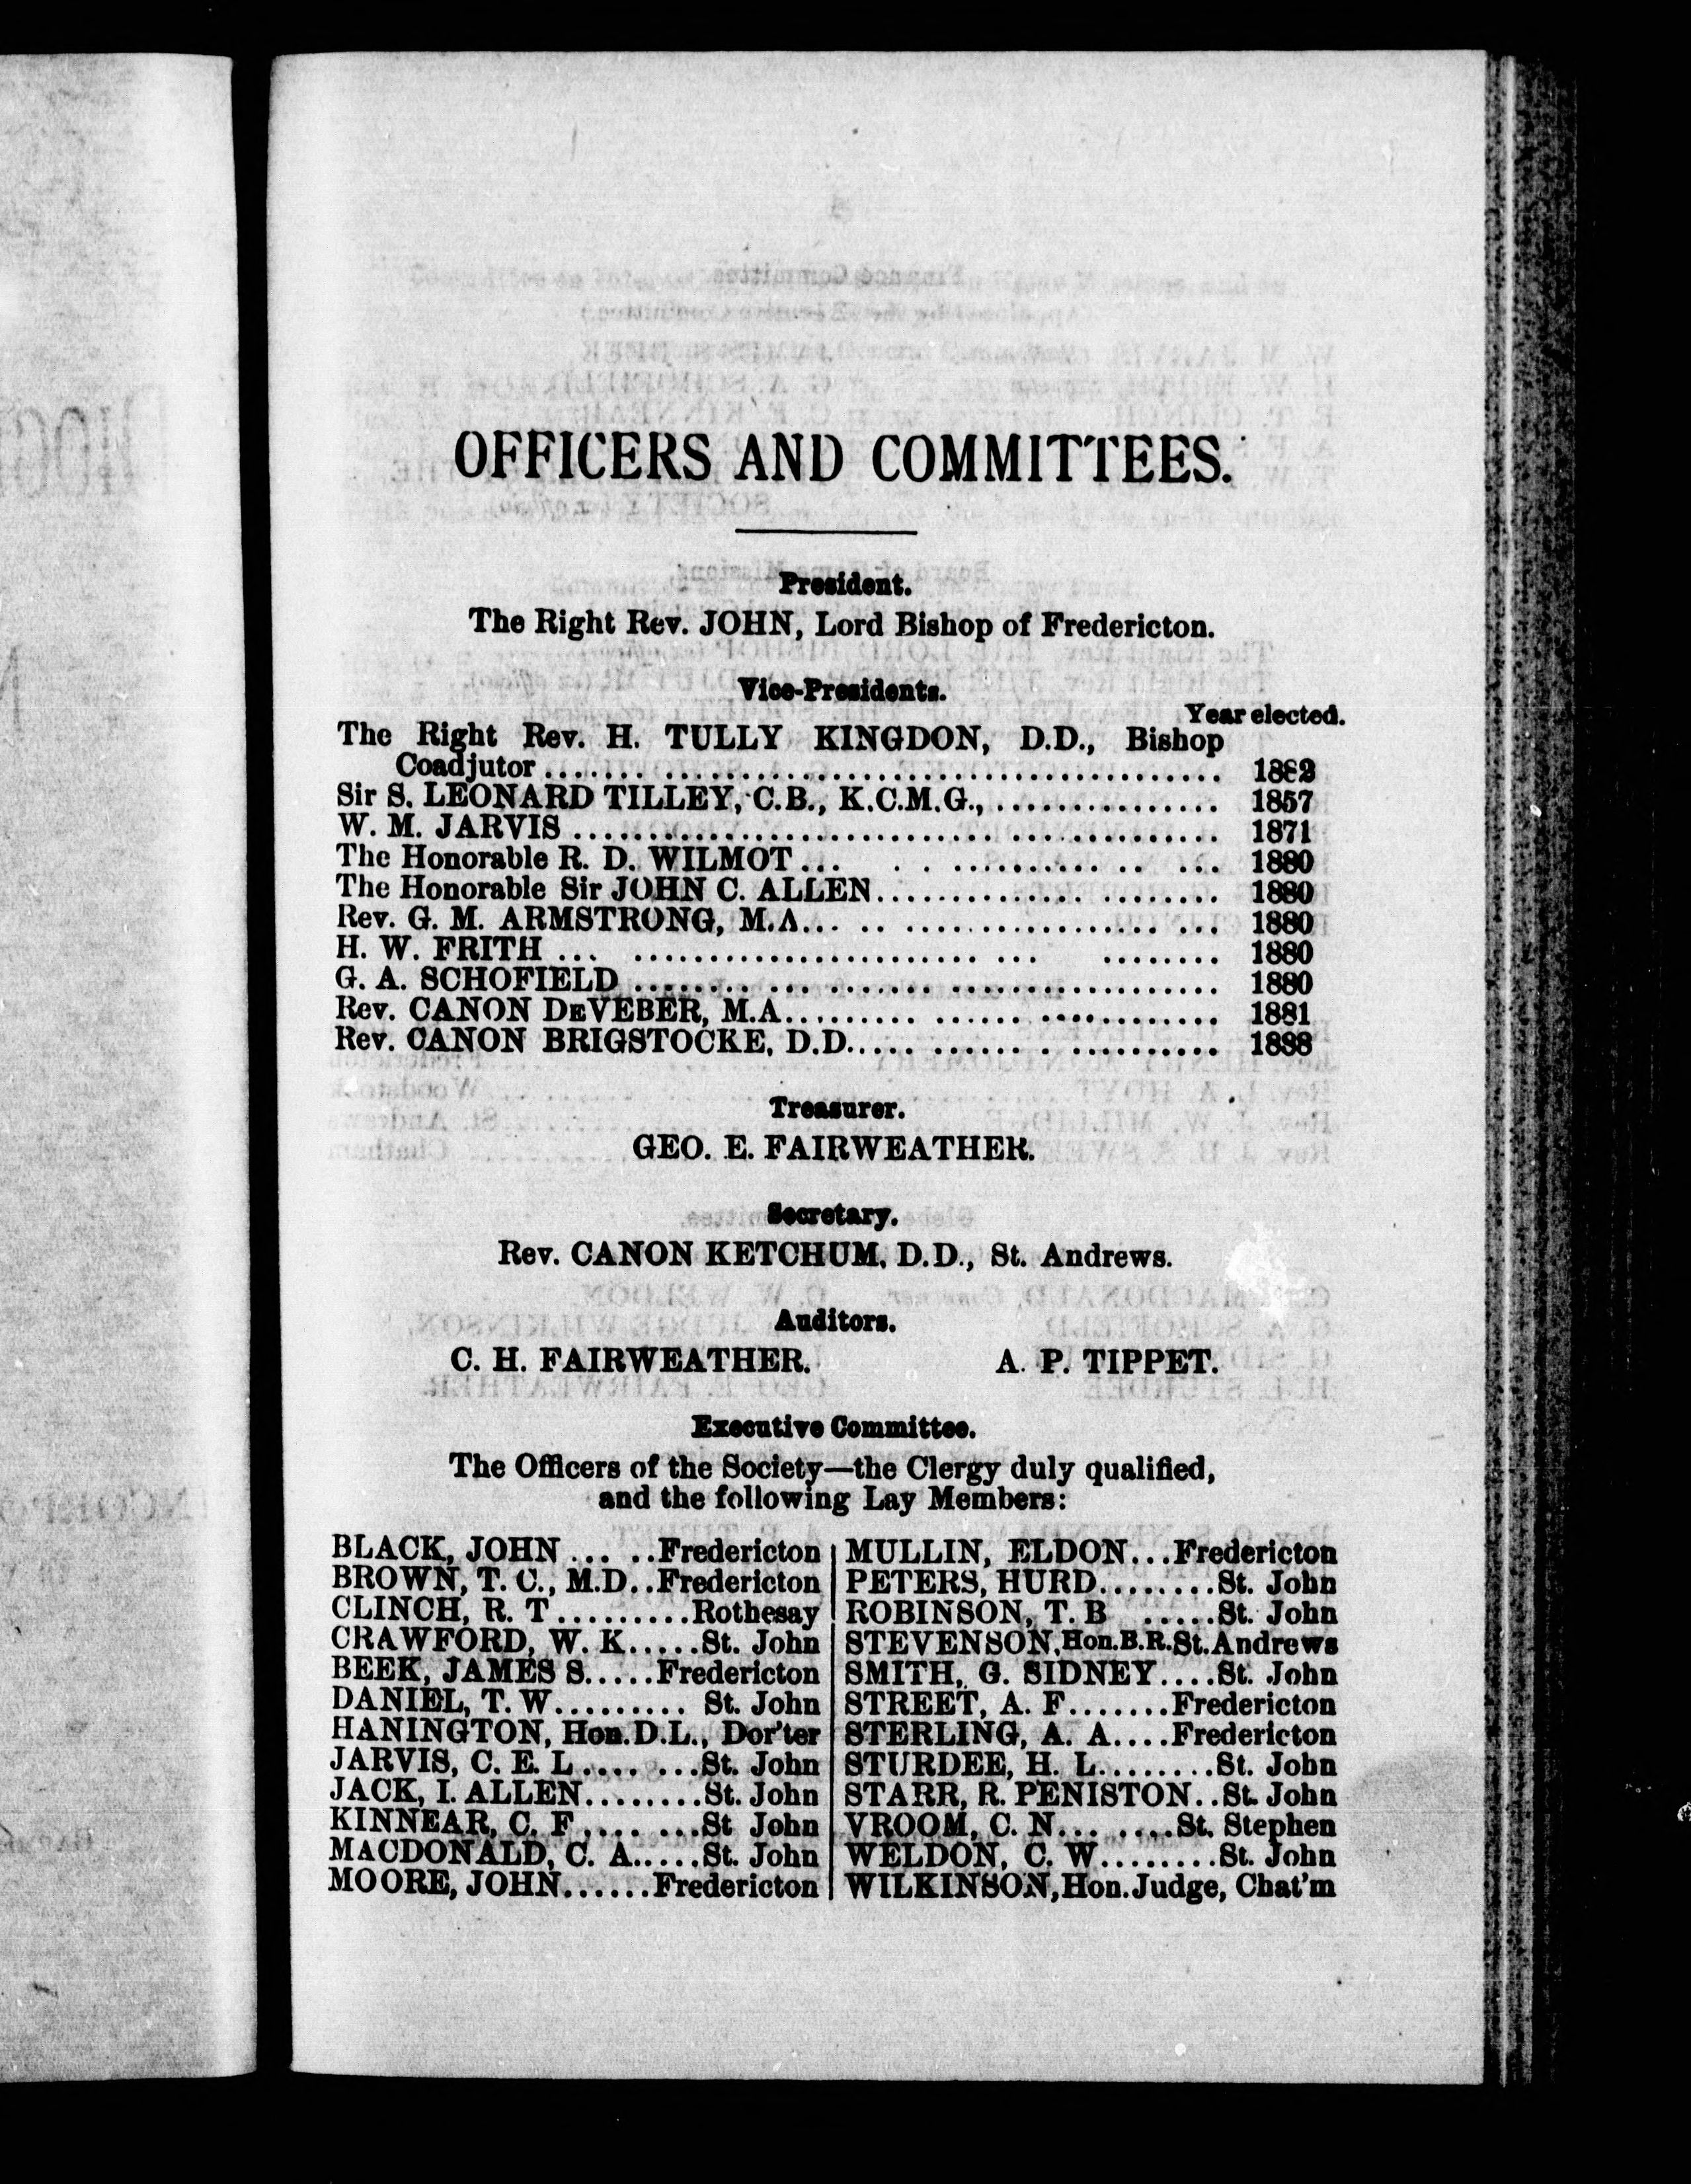 OFFICERS AND COMMITTEES.
President.
The Right Rev. JOHN, Lord Bishop of Fredericton.
Vice-Presidents.
Year elected.
The Right Rev. H. TULLY KINGDON, D.D., Bishop
Coadjutor ........ 1882
Sir S. LEONARD TILLEY, C.B., K.C.M.G., ........ 1857
W. M. JARVIS ........ 1871
The Honorable R. D. WILMOT ........ 1880
The Honorable Sir JOHN C. ALLEN ........ 1880
Rev. G. M. ARMSTRONG, M.A. ........ 1880
H. W. FRITH ........ 1880
G. A. SCHOFIELD ........ 1880
Rev. CANON DEVEBER, M.A. ........ 1881
Rev. CANON BRIGSTOCKE, D.D. ........ 1888
Treasurer.
GEO. E. FAIRWEATHER.
Secretary.
Rev. CANON KETCHUM, D.D., St. Andrews.
Auditors.
C. H. FAIRWEATHER. A. P. TIPPET.
Executive Committee.
The Officers of the Society—the Clergy duly qualified,
and the following Lay Members:
BLACK, JOHN ... ..Fredericton
BROWN, T. C., M.D..Fredericton
CLINCH, R. T.........Rothesay
CRAWFORD, W. K.....St. John
BEEK, JAMES S.....Fredericton
DANIEL, T. W......... St. John
HANINGTON, Hon.D.L., Dor'ter
JARVIS, C. E. L.... ...St. John
JACK, I. ALLEN........St. John
KINNEAR, C. F.... ...St John
MACDONALD, C. A.....St. John
MOORE, JOHN......Fredericton
MULLIN, ELDON...Fredericton
PETERS, HURD........St. John
ROBINSON, T. B .....St. John
STEVENSON, Hon.B.R.St.Andrews
SMITH, G. SIDNEY....St. John
STREET, A. F.......Fredericton
STERLING, A. A....Fredericton
STURDEE, H. L........St. John
STARR, R. PENISTON..St. John
VROOM, C. N... ....St. Stephen
WELDON, C. W........St. John
WILKINSON, Hon.Judge, Chat'm